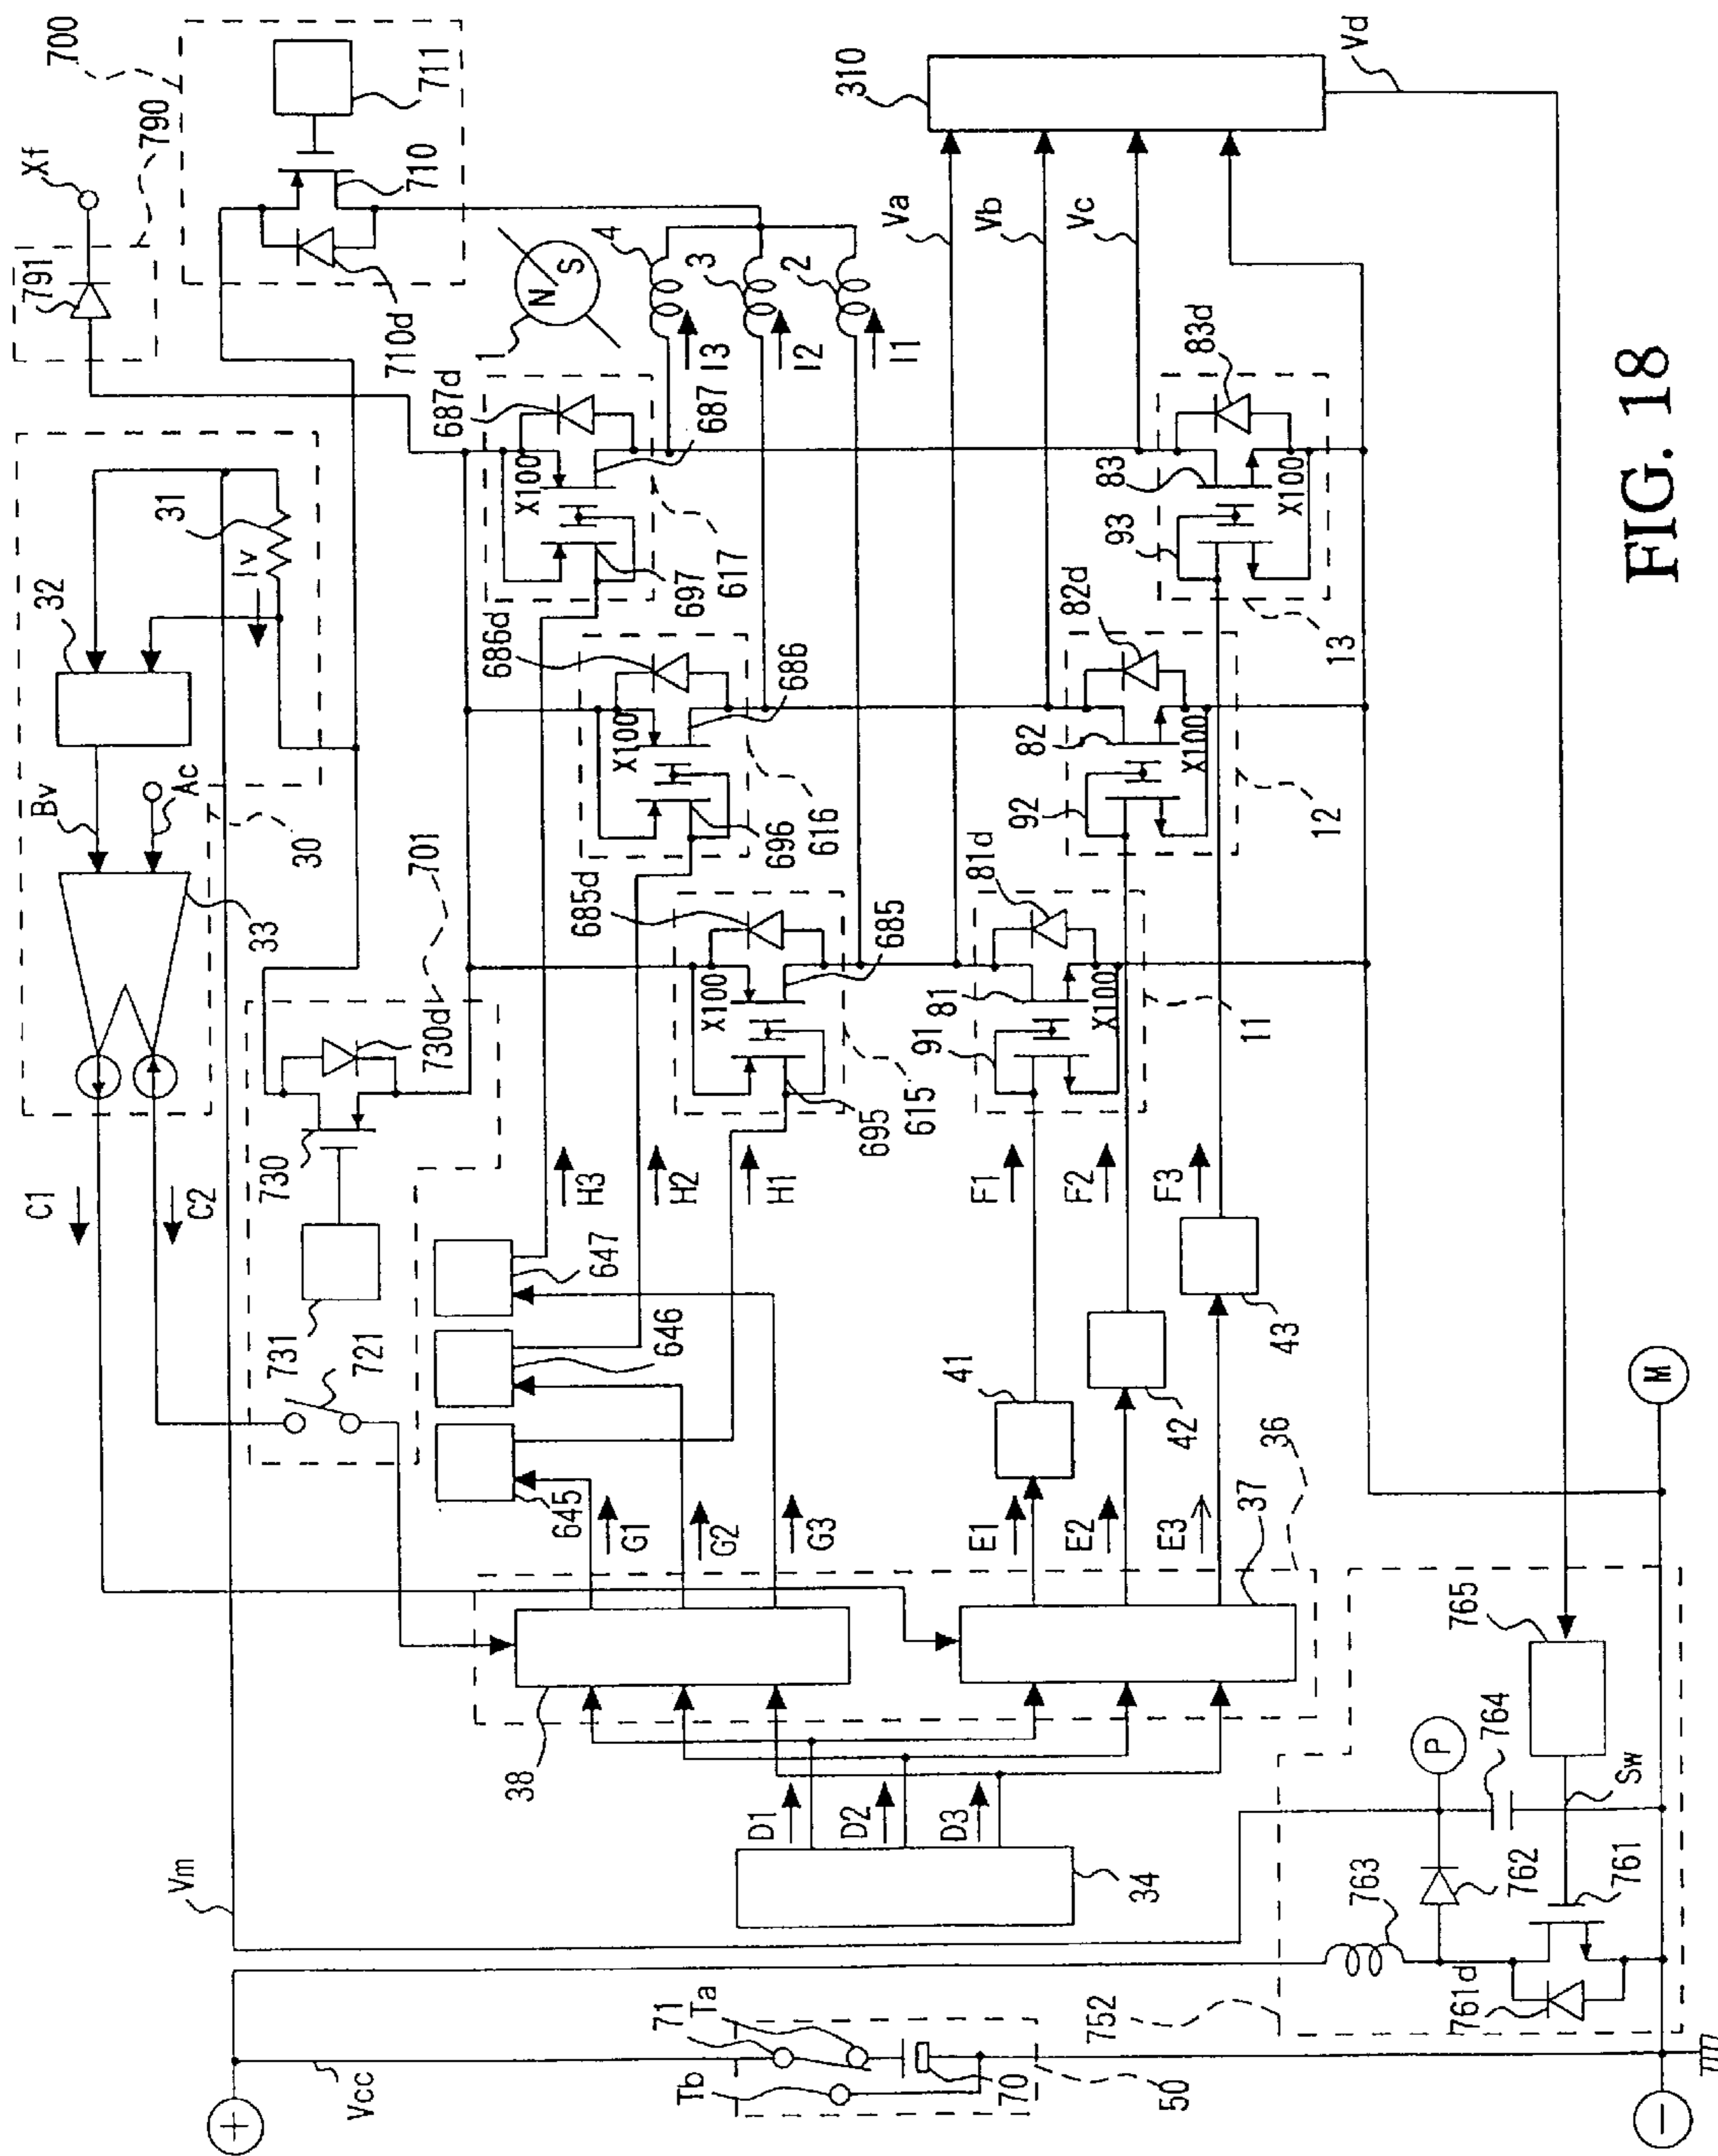 700
Xf
790
791
711
710
710d
32
31
Iv
Bv
Ac
30
33
701
730d
730
731
721
C1
C2
1
N
S
4
3
2
I3
I2
I1
687d
X100
687
697
617
686d
X100
686
696
616
685d
X100
685
695
615
H3
H2
H1
647
646
645
G1
G2
G3
310
Va
Vb
Vc
Vd
83d
83
93
X100
13
82d
82
92
X100
12
81d
81
91
X100
11
F1
F2
F3
41
42
43
E1
E2
E3
36
37
38
D1
D2
D3
34
Vm
Vcc
+
71
Ta
Tb
70
50
752
763
761d
761
762
764
765
Sw
P
M
−
FIG. 18